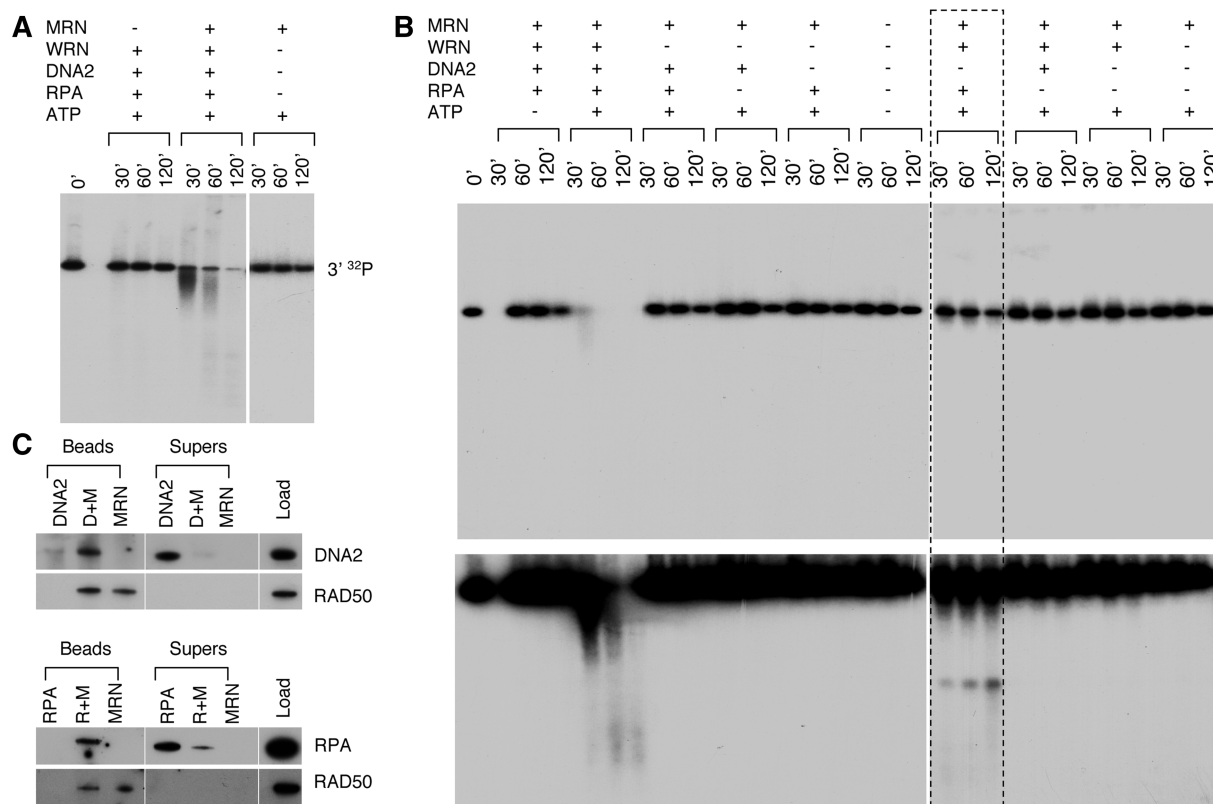 A
MRN - + +
WRN + + -
DNA2 + + -
RPA + + -
ATP + + +
0' 30' 60' 120' 30' 60' 120' 30' 60' 120'
3' ³²P
B
MRN + + + + + - + + + +
WRN + + - - - - + + + -
DNA2 + + + + - - - + - -
RPA + + + - + - + - - -
ATP - + + + + - + + + +
0' 30' 60' 120' 30' 60' 120' 30' 60' 120' 30' 60' 120' 30' 60' 120' 30' 60' 120' 30' 60' 120' 30' 60' 120' 30' 60' 120' 30' 60' 120'
C
Beads Supers
DNA2 D+M MRN DNA2 D+M MRN Load
DNA2
RAD50
Beads Supers
RPA R+M MRN RPA R+M MRN Load
RPA
RAD50